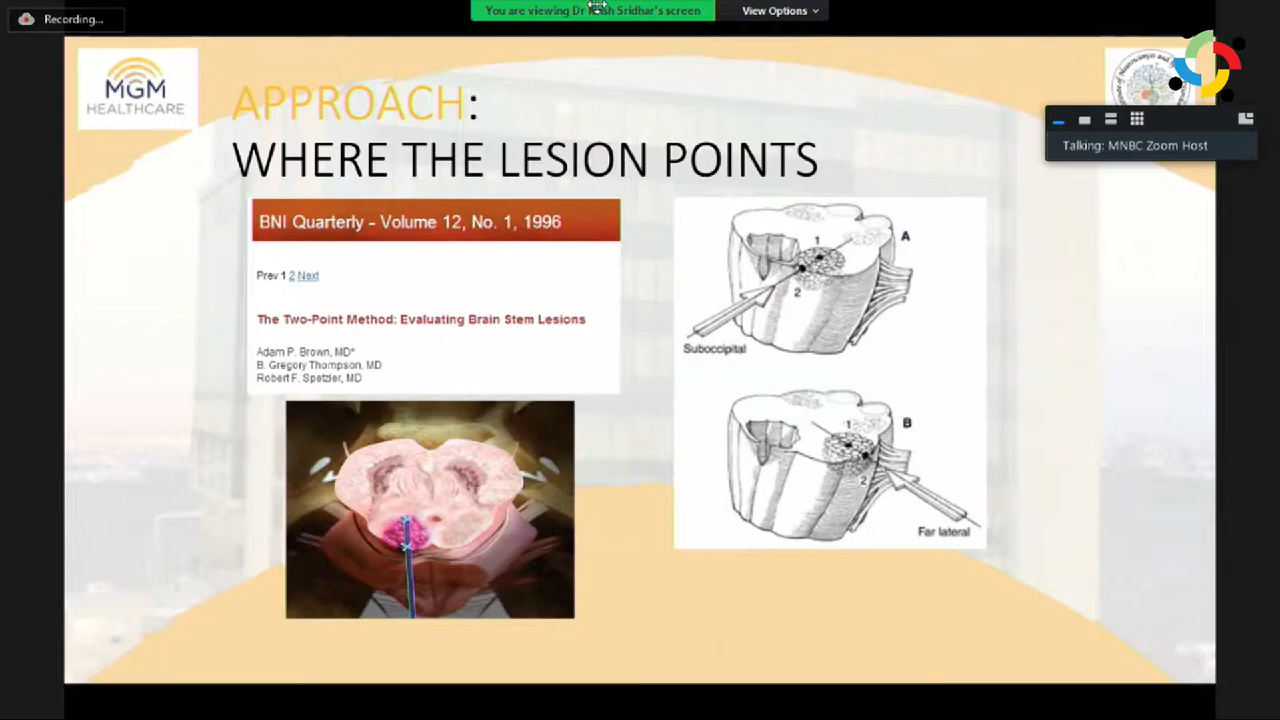 Recording...
You are viewing Dr Sridhar's screen
View Options
MGM
HEALTHCARE
Talking: MNBC Zoom Host
APPROACH:
WHERE THE LESION POINTS
BNI Quarterly - Volume 12, No. 1, 1996
Prev 1 2 Next
The Two-Point Method: Evaluating Brain Stem Lesions
Adam P. Brown, MD*
B. Gregory Thompson, MD
Robert F. Spetzler, MD
A
1
2
Suboccipital
B
1
2
Far lateral